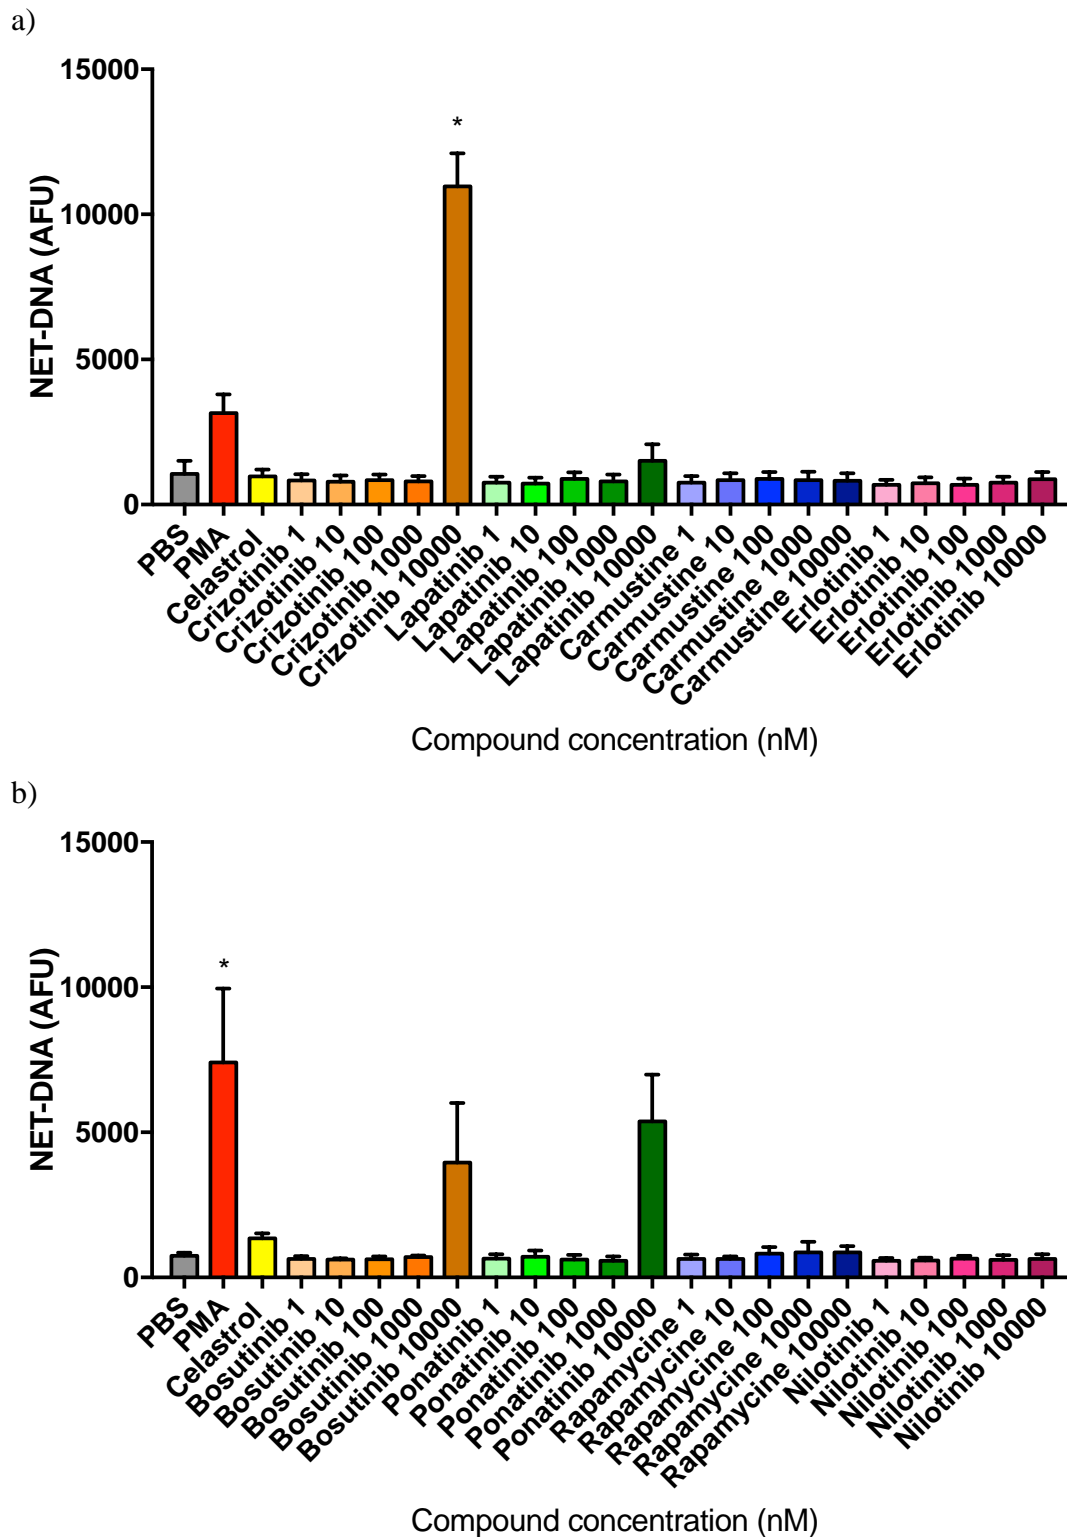 a)
15000
10000
5000
0
NET-DNA (AFU)
*
PBS
PMA
Celastrol
Crizotinib 1
Crizotinib 10
Crizotinib 100
Crizotinib 1000
Crizotinib 10000
Lapatinib 1
Lapatinib 10
Lapatinib 100
Lapatinib 1000
Lapatinib 10000
Carmustine 1
Carmustine 10
Carmustine 100
Carmustine 1000
Carmustine 10000
Erlotinib 1
Erlotinib 10
Erlotinib 100
Erlotinib 1000
Erlotinib 10000
Compound concentration (nM)
b)
15000
10000
5000
0
NET-DNA (AFU)
*
PBS
PMA
Celastrol
Bosutinib 1
Bosutinib 10
Bosutinib 100
Bosutinib 1000
Bosutinib 10000
Ponatinib 1
Ponatinib 10
Ponatinib 100
Ponatinib 1000
Ponatinib 10000
Rapamycine 1
Rapamycine 10
Rapamycine 100
Rapamycine 1000
Rapamycine 10000
Nilotinib 1
Nilotinib 10
Nilotinib 100
Nilotinib 1000
Nilotinib 10000
Compound concentration (nM)